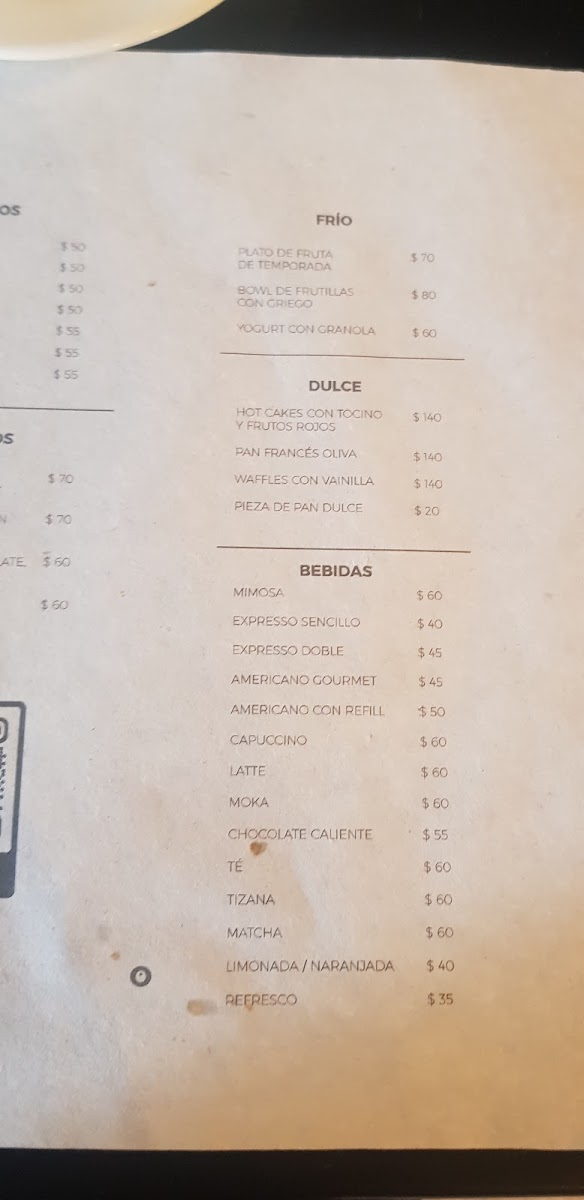 OS
$ 50
$ 50
$ 50
$ 50
$ 55
$ 55
$ 55
OS
$ 70
N $ 70
ATE, $ 60
$ 60
FRÍO
PLATO DE FRUTA
DE TEMPORADA $ 70
BOWL DE FRUTILLAS
CON GRIEGO $ 80
YOGURT CON GRANOLA $ 60
DULCE
HOT CAKES CON TOCINO
Y FRUTOS ROJOS $ 140
PAN FRANCÉS OLIVA $ 140
WAFFLES CON VAINILLA $ 140
PIEZA DE PAN DULCE $ 20
BEBIDAS
MIMOSA $ 60
EXPRESSO SENCILLO $ 40
EXPRESSO DOBLE $ 45
AMERICANO GOURMET $ 45
AMERICANO CON REFILL $ 50
CAPUCCINO $ 60
LATTE $ 60
MOKA $ 60
CHOCOLATE CALIENTE $ 55
TÉ $ 60
TIZANA $ 60
MATCHA $ 60
LIMONADA / NARANJADA $ 40
REFRESCO $ 35